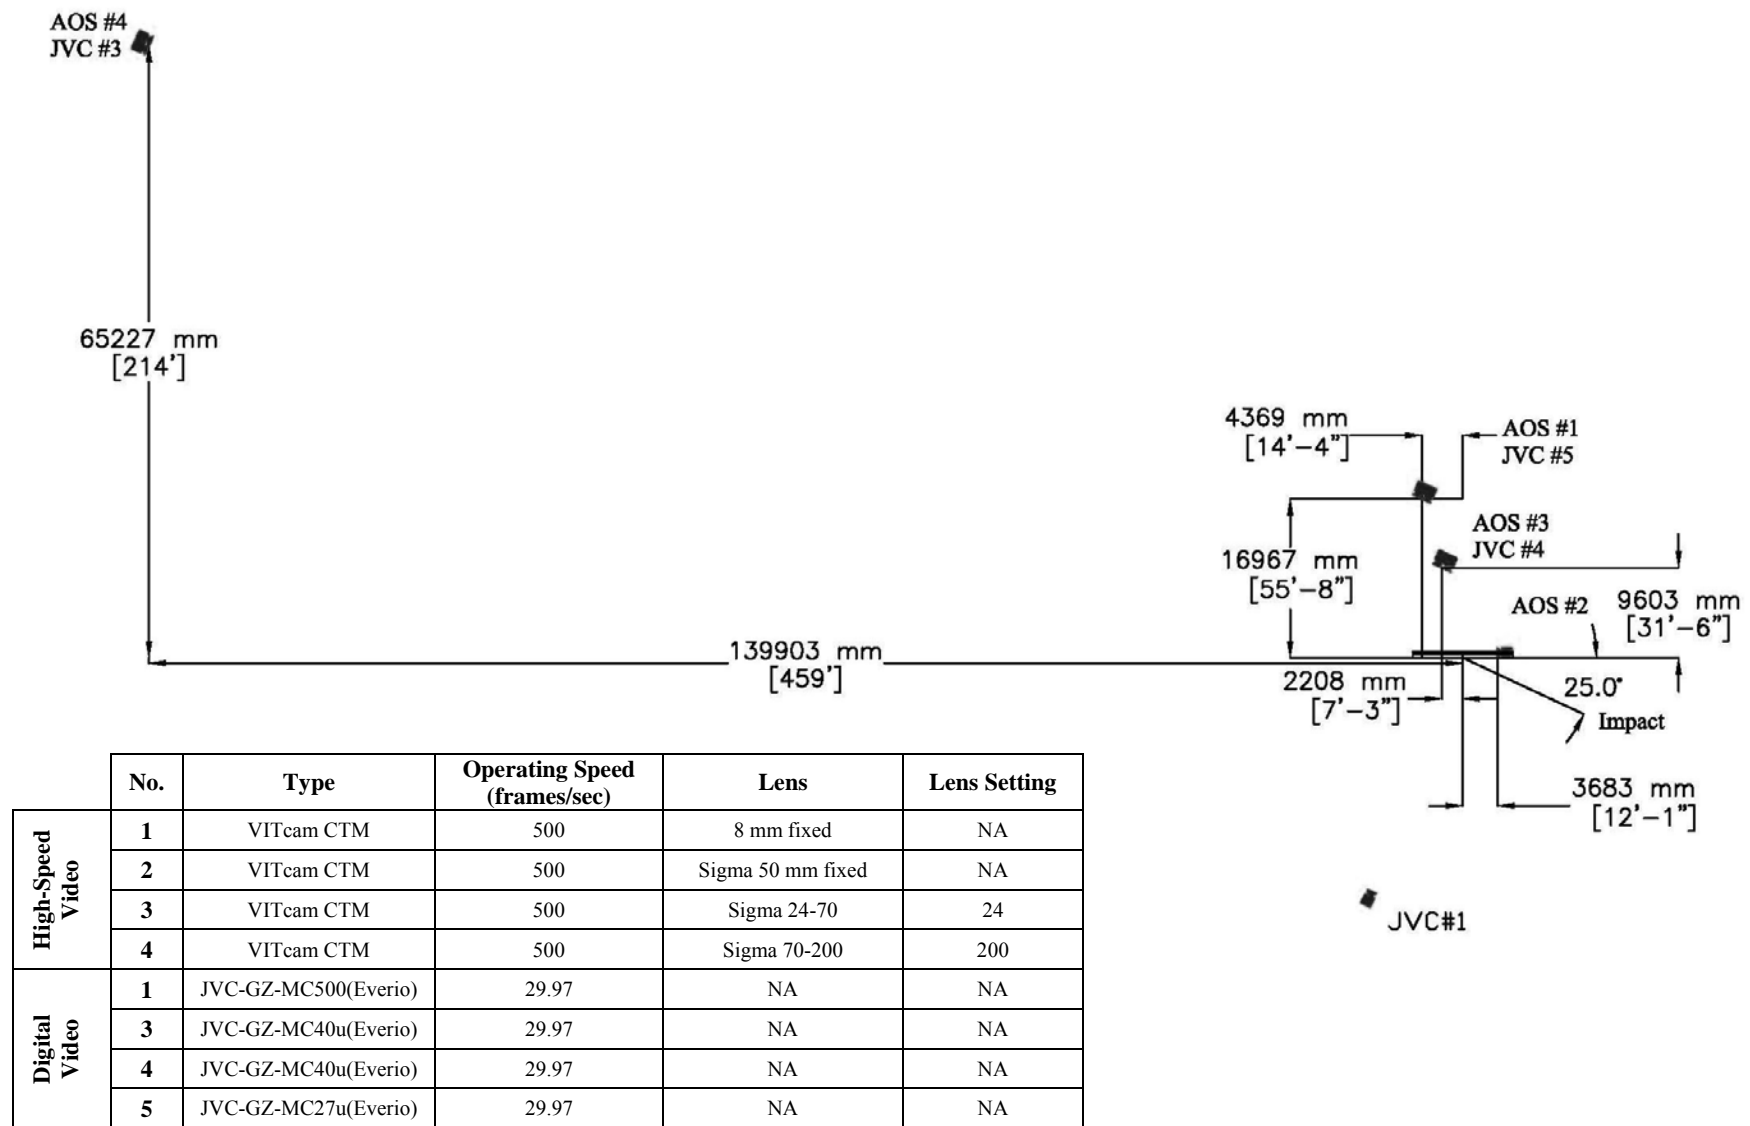 AOS #4
JVC #3
65227 mm
[214']
139903 mm
[459']
4369 mm
[14'-4"]
AOS #1
JVC #5
AOS #3
JVC #4
16967 mm
[55'-8"]
AOS #2
9603 mm
[31'-6"]
2208 mm
[7'-3"]
25.0°
Impact
3683 mm
[12'-1"]
JVC#1
No. Type Operating Speed (frames/sec) Lens Lens Setting
High-Speed Video
1 VITcam CTM 500 8 mm fixed NA
2 VITcam CTM 500 Sigma 50 mm fixed NA
3 VITcam CTM 500 Sigma 24-70 24
4 VITcam CTM 500 Sigma 70-200 200
Digital Video
1 JVC-GZ-MC500(Everio) 29.97 NA NA
3 JVC-GZ-MC40u(Everio) 29.97 NA NA
4 JVC-GZ-MC40u(Everio) 29.97 NA NA
5 JVC-GZ-MC27u(Everio) 29.97 NA NA